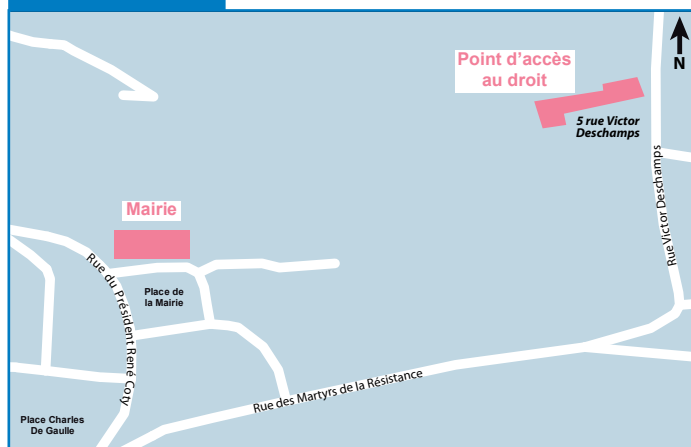 Point d'accès
au droit
N
5 rue Victor
Deschamps
Rue Victor Deschamps
Mairie
Rue du Président René Coty
Place de
la Mairie
Rue des Martyrs de la Résistance
Place Charles
De Gaulle